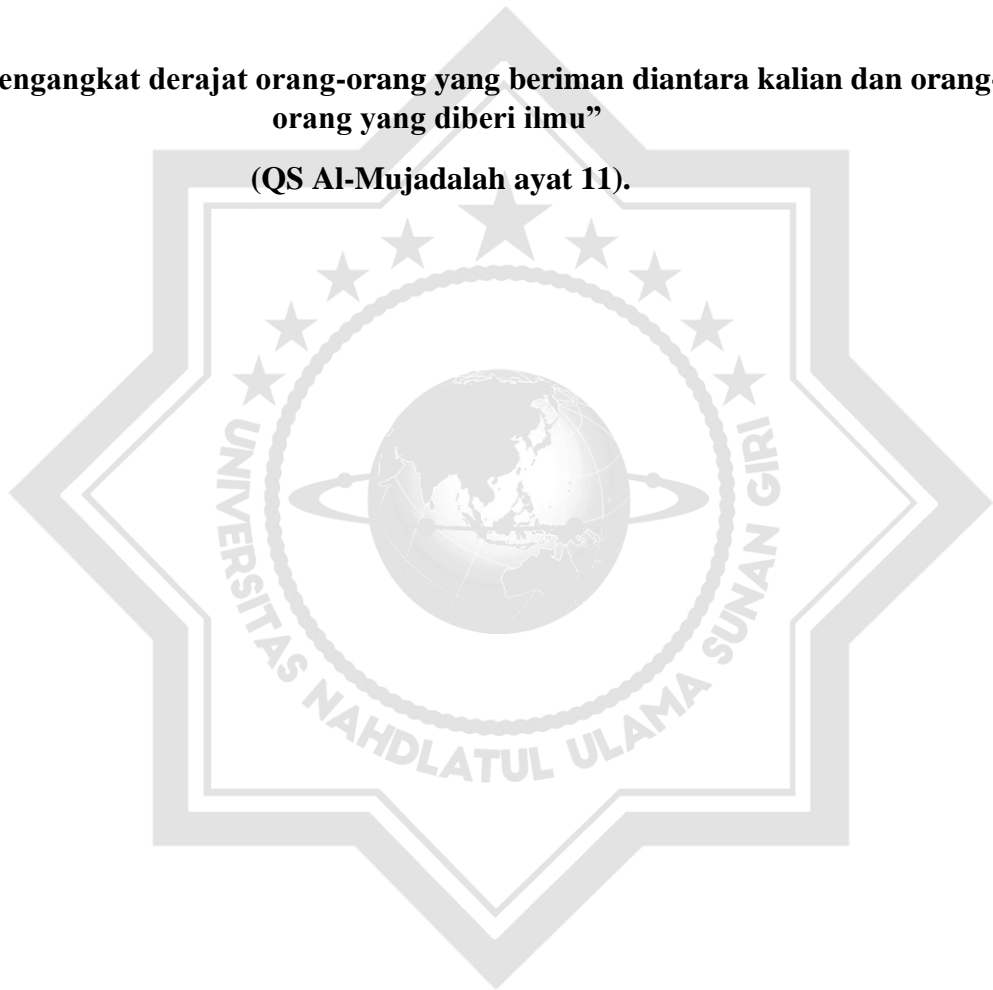 engangkat derajat orang-orang yang beriman diantara kalian dan orang-
orang yang diberi ilmu”
(QS Al-Mujadalah ayat 11).
UNIVERSITAS NAHDLATUL ULAMA SUNAN GIRI